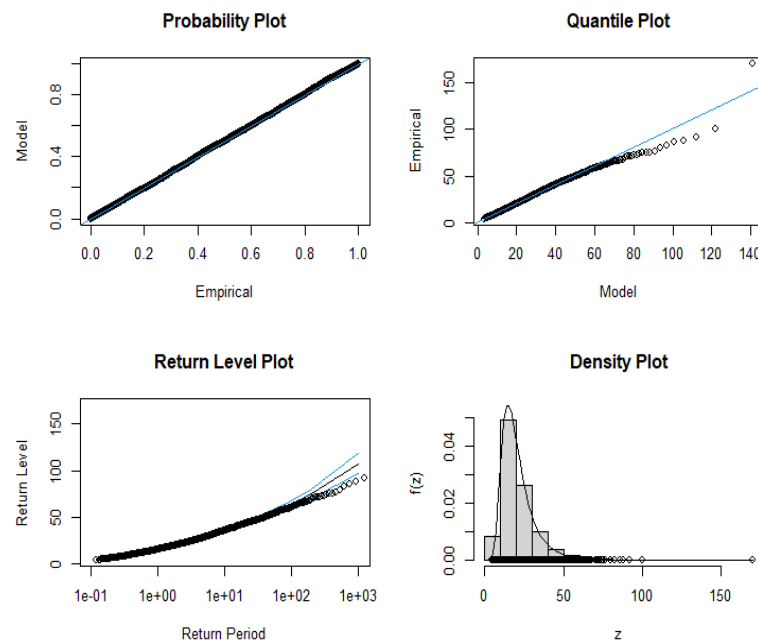 Probability Plot
Model
0.0 0.4 0.8
0.0 0.2 0.4 0.6 0.8 1.0
Empirical
Quantile Plot
Empirical
0 50 100 150
0 20 40 60 80 100 120 140
Model
Return Level Plot
Return Level
0 50 100 150
1e-01 1e+00 1e+01 1e+02 1e+03
Return Period
Density Plot
f(z)
0.00 0.02 0.04
0 50 100 150
z